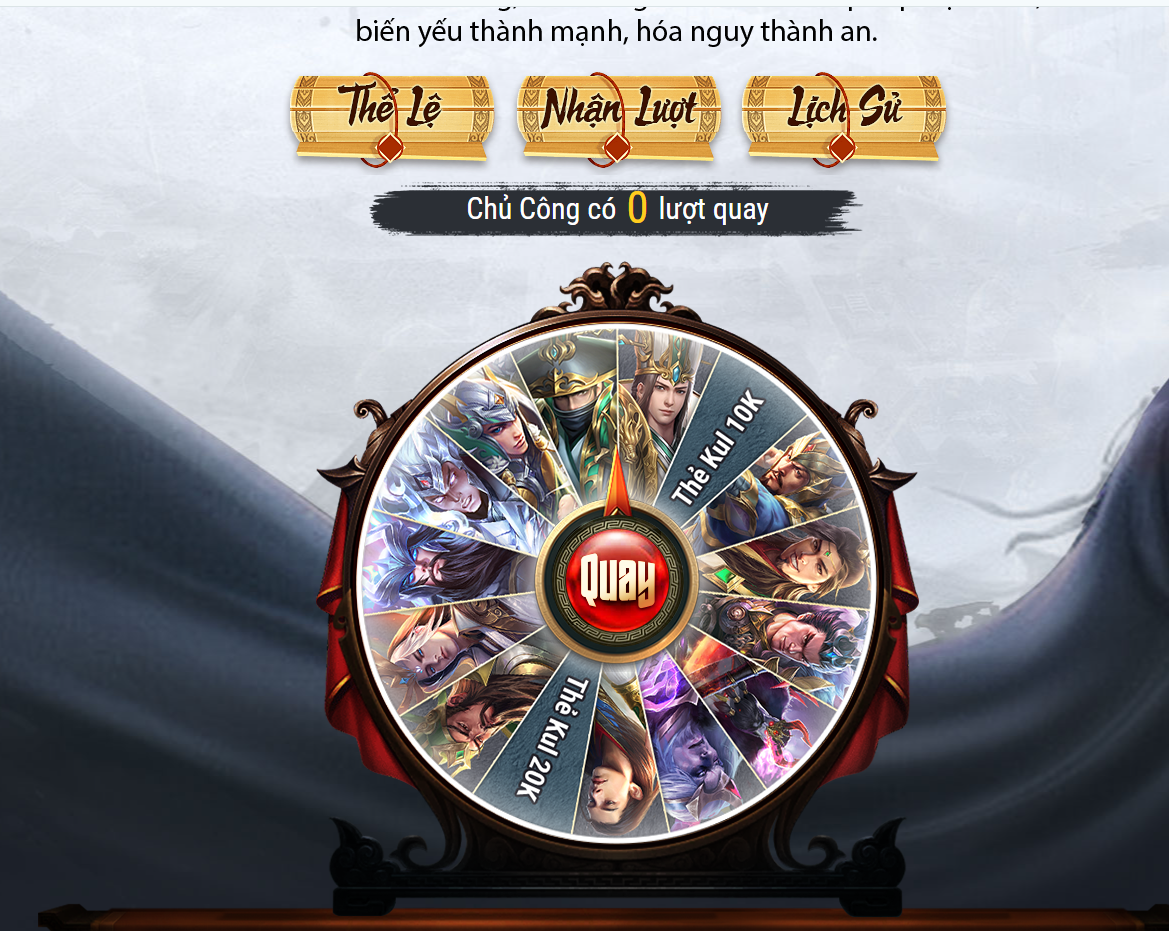 biến yếu thành mạnh, hóa nguy thành an.
Thể Lệ
Nhận Lượt
Lịch Sử
Chủ Công có 0 lượt quay
Thẻ Kul 10K
Quay
Thẻ Kul 20K